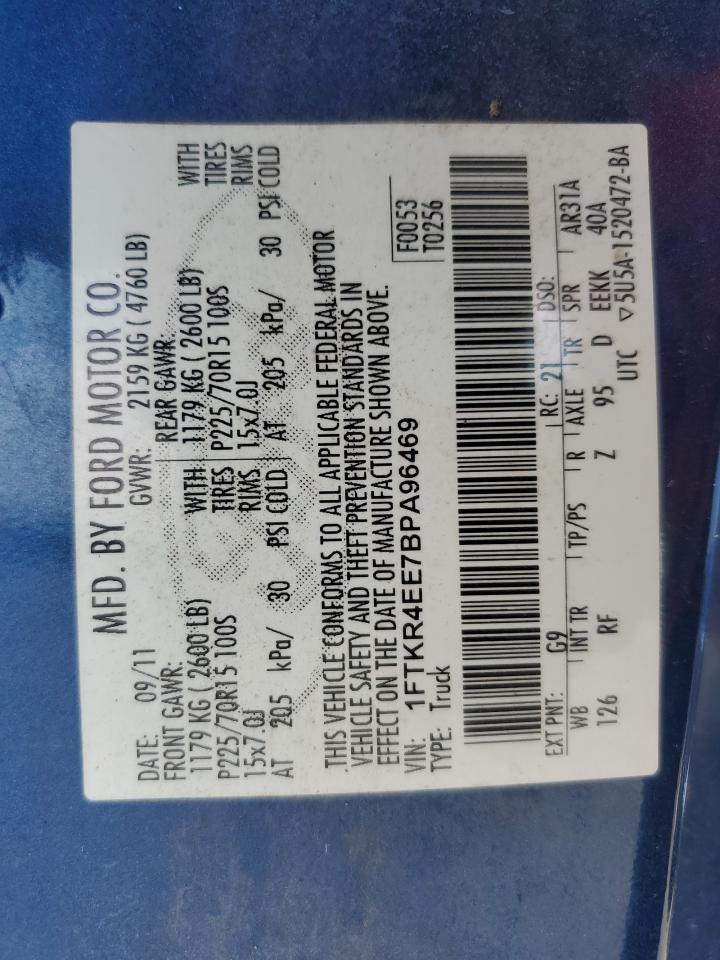 MFD. BY FORD MOTOR CO.
DATE: 09/11 GVWR: 2159 KG ( 4760 LB)
FRONT GAWR: REAR GAWR:
1179 KG ( 2600 LB) WITH 1179 KG ( 2600 LB) WITH
P225/70R15 100S TIRES P225/70R15 100S TIRES
15x7.0J RIMS 15x7.0J RIMS
AT 205 kPa/ 30 PSI COLD AT 205 kPa/ 30 PSI COLD
THIS VEHICLE CONFORMS TO ALL APPLICABLE FEDERAL MOTOR
VEHICLE SAFETY AND THEFT PREVENTION STANDARDS IN
EFFECT ON THE DATE OF MANUFACTURE SHOWN ABOVE.
VIN: 1FTKR4EE7BPA96469 F0053
TYPE: Truck T0256
EXT PNT: G9 RC: 21 DSO:
WB INT TR TP/PS R AXLE TR SPR AR31A
126 RF Z 95 D EEKK 40A
UTC ▽5U5A-1520472-BA